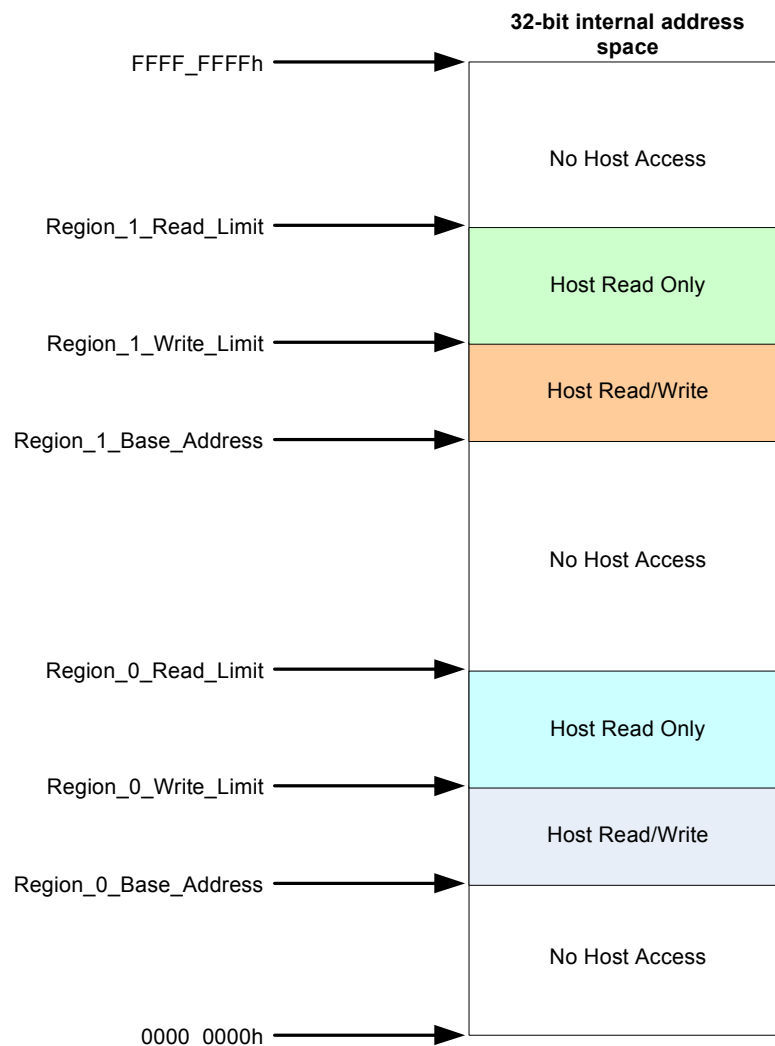 32-bit internal address
space
FFFF_FFFFh
No Host Access
Region_1_Read_Limit
Host Read Only
Region_1_Write_Limit
Host Read/Write
Region_1_Base_Address
No Host Access
Region_0_Read_Limit
Host Read Only
Region_0_Write_Limit
Host Read/Write
Region_0_Base_Address
No Host Access
0000_0000h